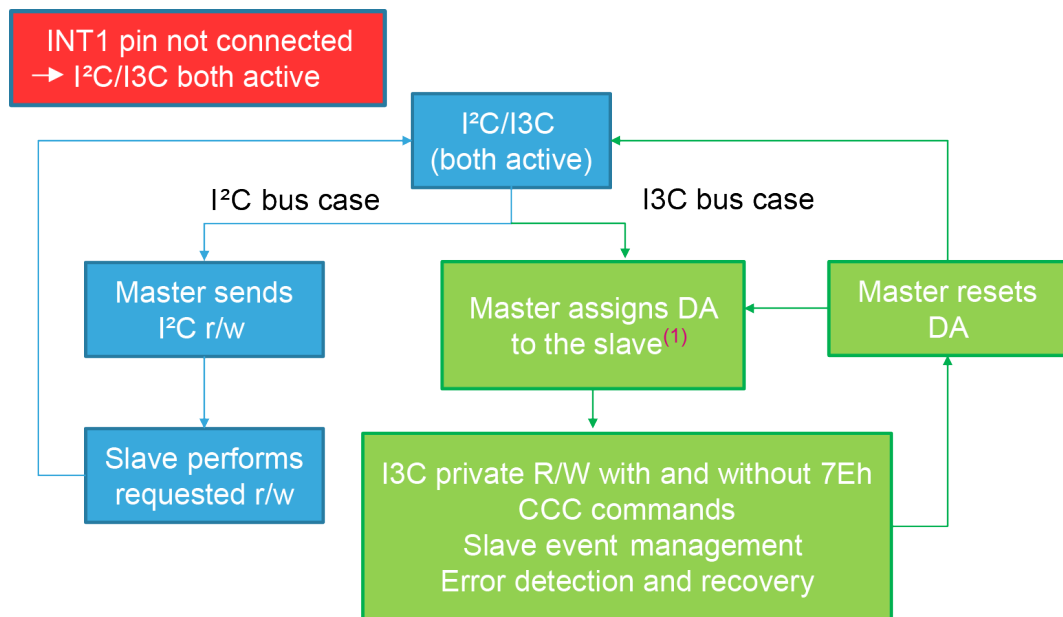 INT1 pin not connected
→ I²C/I3C both active
I²C/I3C
(both active)
I²C bus case
I3C bus case
Master sends
I²C r/w
Master assigns DA
to the slave(1)
Master resets
DA
Slave performs
requested r/w
I3C private R/W with and without 7Eh
CCC commands
Slave event management
Error detection and recovery